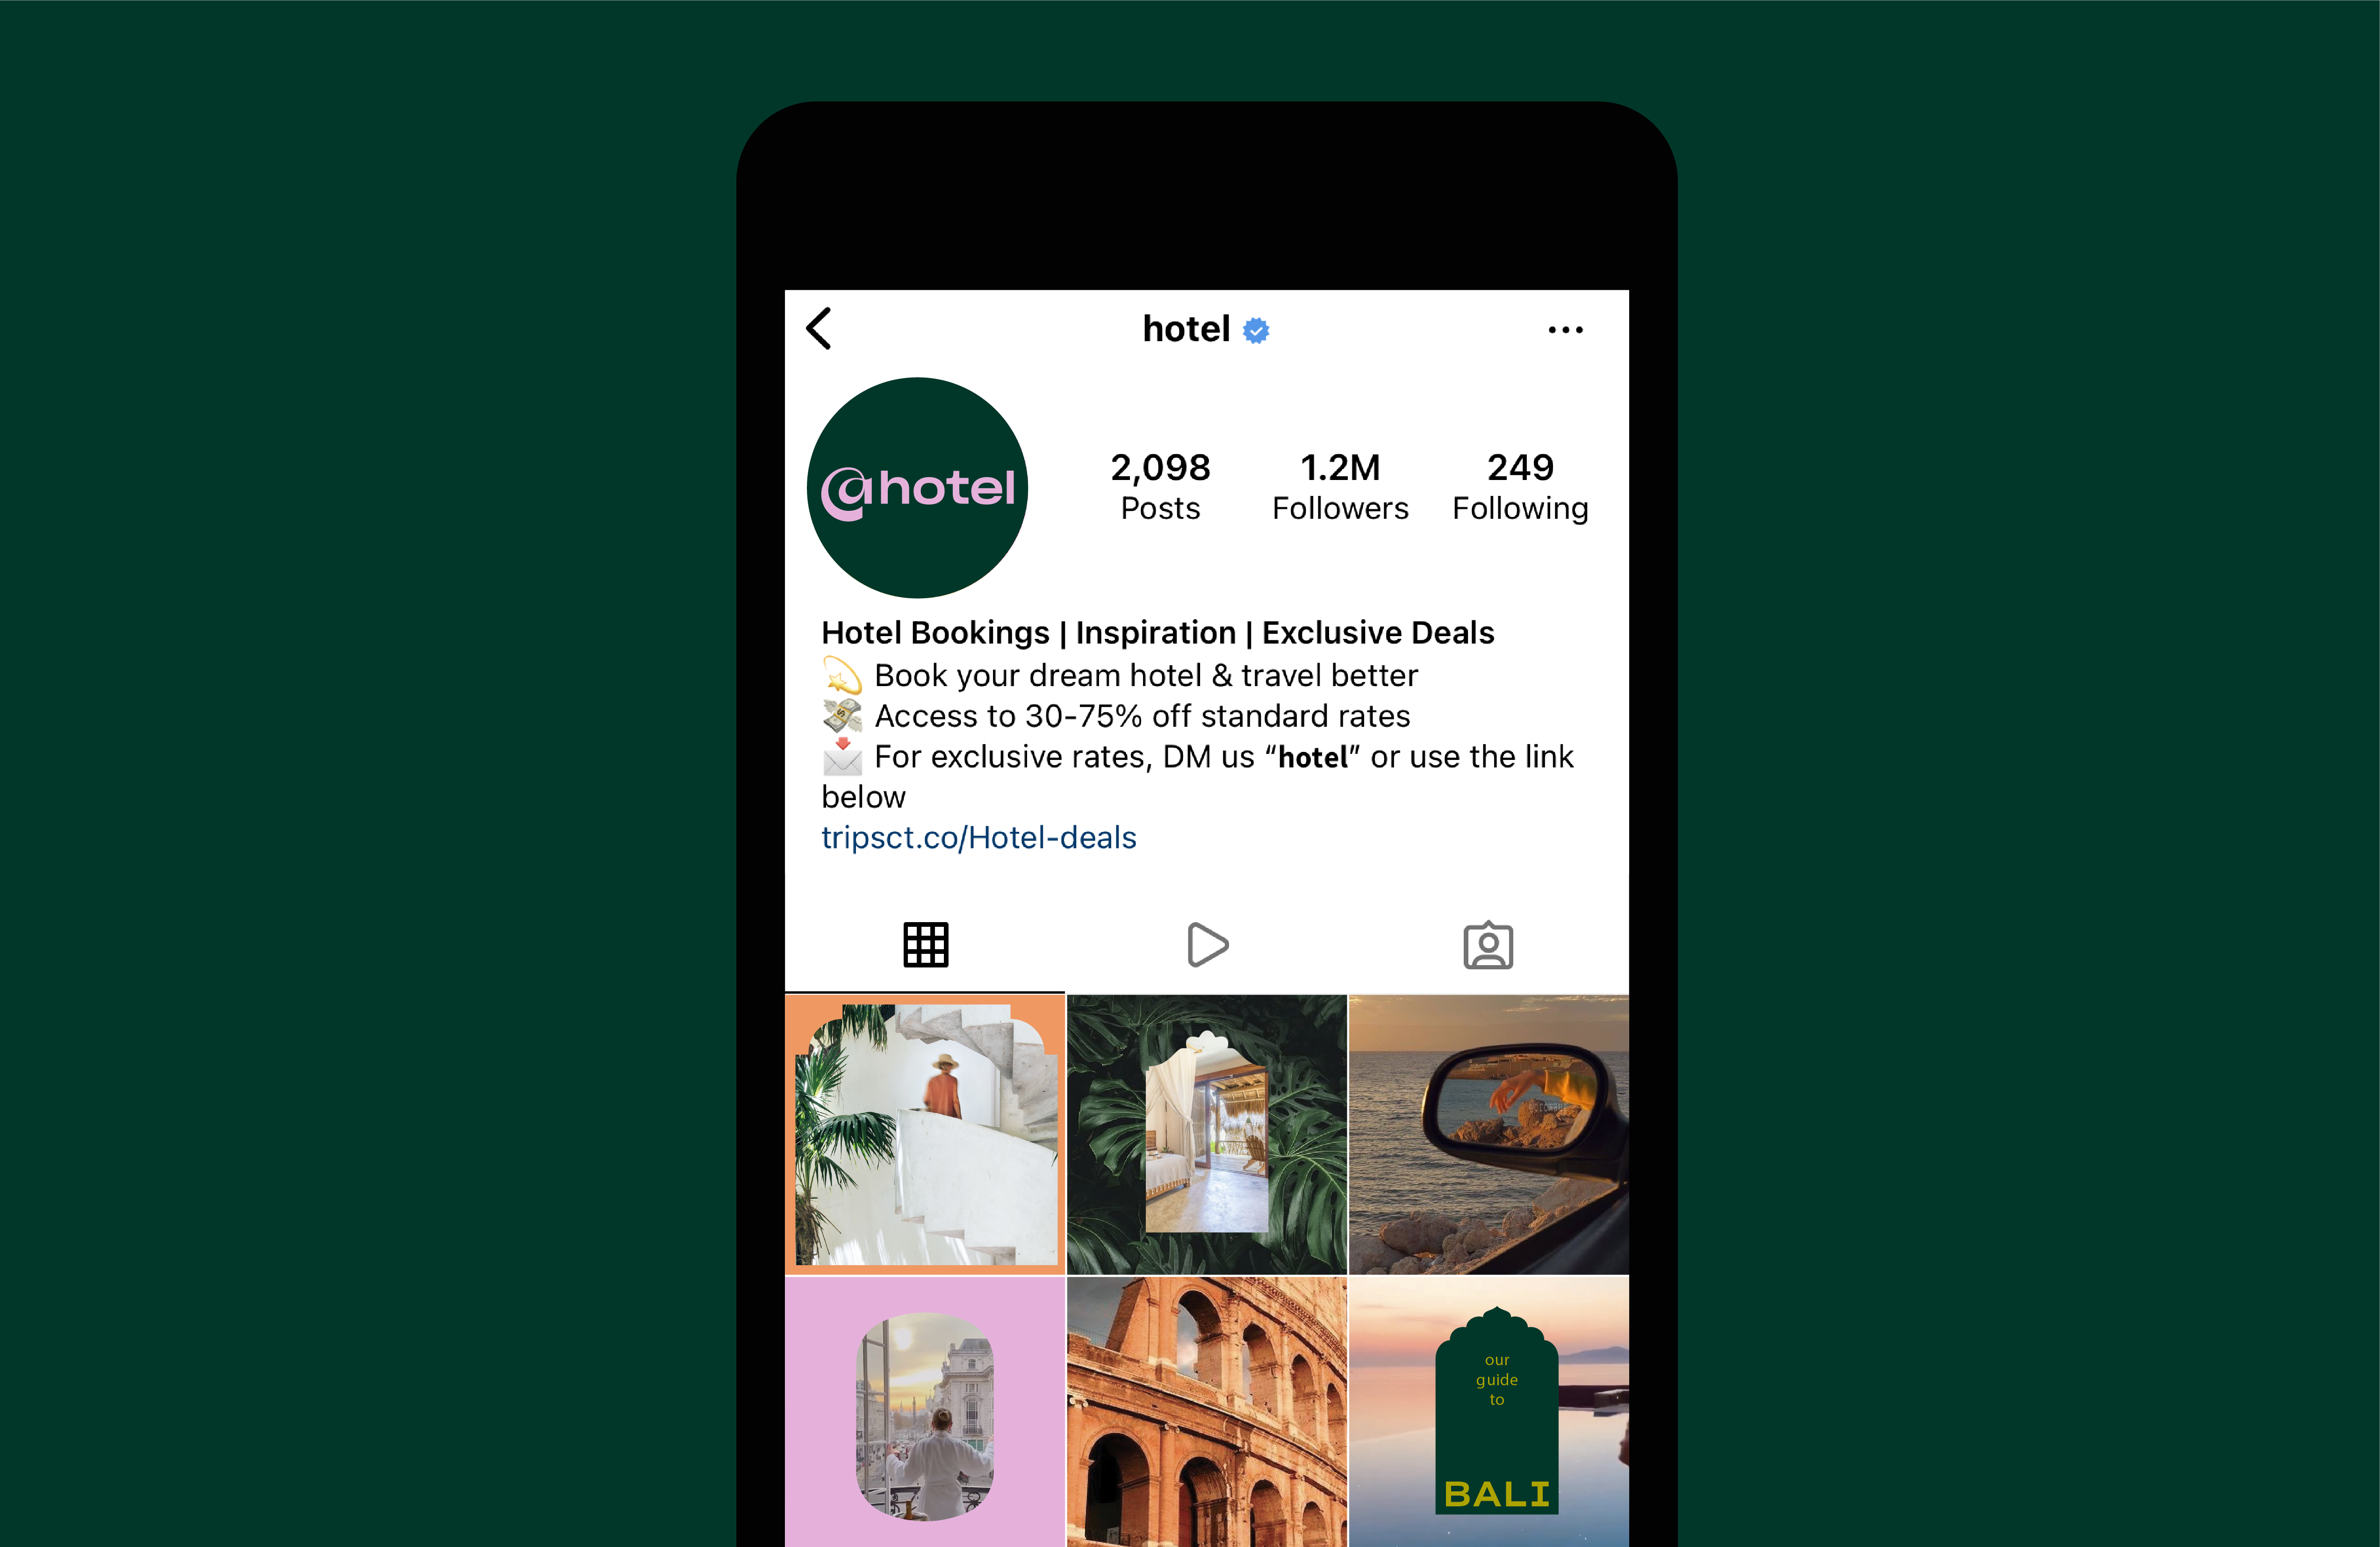 hotel
@hotel
2,098 1.2M 249
Posts Followers Following
Hotel Bookings | Inspiration | Exclusive Deals
💫 Book your dream hotel & travel better
💸 Access to 30-75% off standard rates
📩 For exclusive rates, DM us “hotel” or use the link
below
tripsct.co/Hotel-deals
our
guide
to
BALI